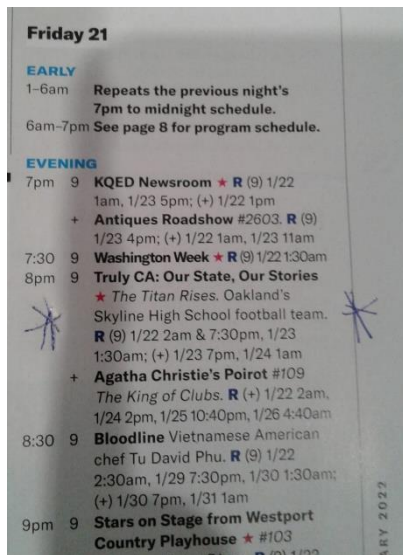 Friday 21
EARLY
1–6am Repeats the previous night's
7pm to midnight schedule.
6am–7pm See page 8 for program schedule.
EVENING
7pm 9 KQED Newsroom ★ R (9) 1/22
1am, 1/23 5pm; (+) 1/22 1pm
+ Antiques Roadshow #2603. R (9)
1/23 4pm; (+) 1/22 1am, 1/23 11am
7:30 9 Washington Week ★ R (9) 1/22 1:30am
8pm 9 Truly CA: Our State, Our Stories
★ The Titan Rises. Oakland's
Skyline High School football team.
R (9) 1/22 2am & 7:30pm, 1/23
1:30am; (+) 1/23 7pm, 1/24 1am
+ Agatha Christie's Poirot #109
The King of Clubs. R (+) 1/22 2am,
1/24 2pm, 1/25 10:40pm, 1/26 4:40am
8:30 9 Bloodline Vietnamese American
chef Tu David Phu. R (9) 1/22
2:30am, 1/29 7:30pm, 1/30 1:30am;
(+) 1/30 7pm, 1/31 1am
9pm 9 Stars on Stage from Westport
Country Playhouse ★ #103
ARY 2022